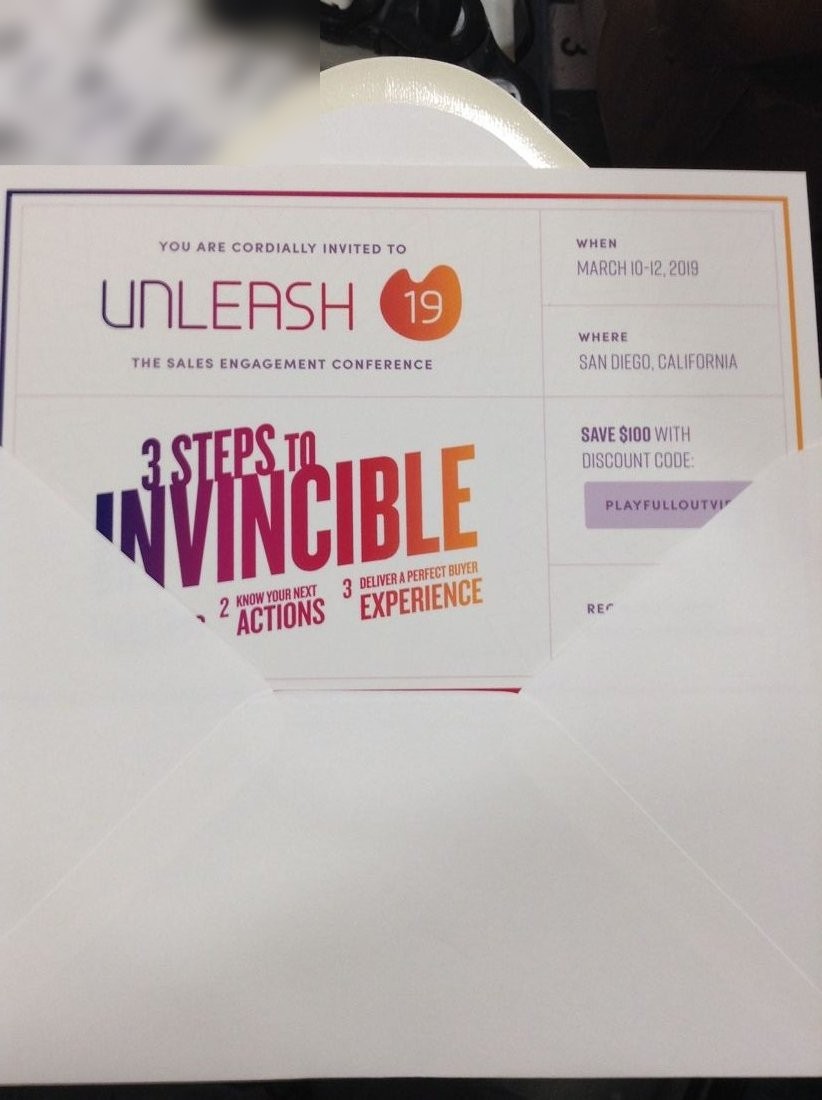 YOU ARE CORDIALLY INVITED TO
UNLEASH 19
THE SALES ENGAGEMENT CONFERENCE
3 STEPS TO
INVINCIBLE
2 KNOW YOUR NEXT
ACTIONS
3 DELIVER A PERFECT BUYER
EXPERIENCE
WHEN
MARCH 10-12, 2019
WHERE
SAN DIEGO, CALIFORNIA
SAVE $100 WITH
DISCOUNT CODE:
PLAYFULLOUTVIP